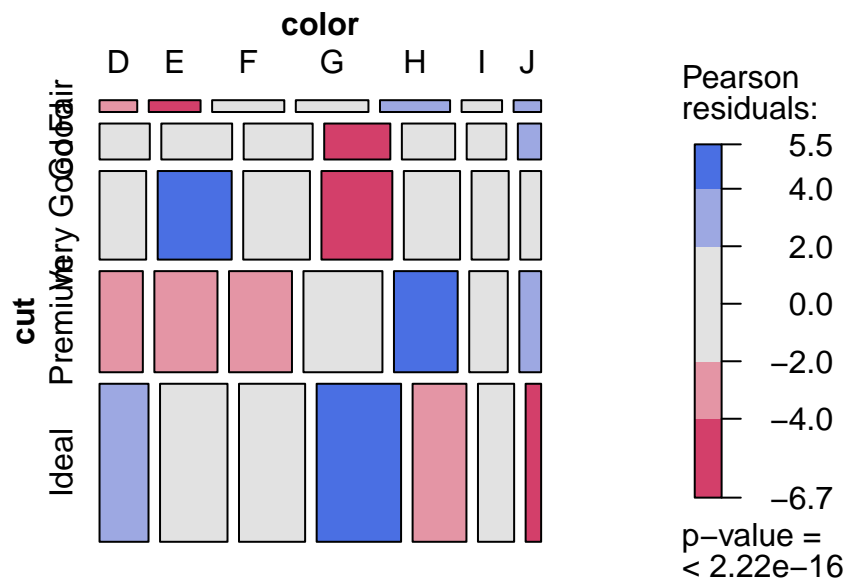 color
D E F G H I J
Fair
Good
Very Good
Premium
Ideal
cut
Pearson
residuals:
5.5
4.0
2.0
0.0
−2.0
−4.0
−6.7
p−value =
< 2.22e−16